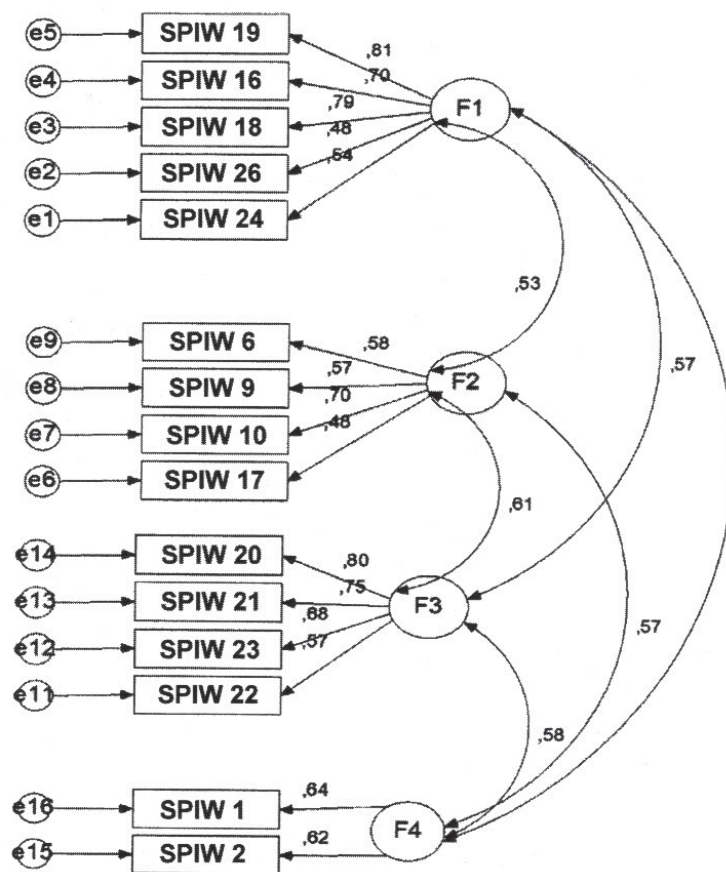 e5 SPIW 19 ,81
e4 SPIW 16 ,70 F1
e3 SPIW 18 ,79
e2 SPIW 26 ,48
e1 SPIW 24 ,54
,53
e9 SPIW 6 ,58
e8 SPIW 9 ,57 F2 ,57
e7 SPIW 10 ,70
e6 SPIW 17 ,48
,61
e14 SPIW 20 ,80
e13 SPIW 21 ,75 F3
e12 SPIW 23 ,68 ,57
e11 SPIW 22 ,57
,58
e16 SPIW 1 ,64
F4
e15 SPIW 2 ,62